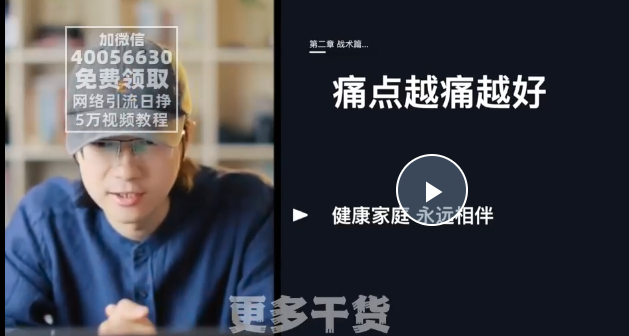 加微信
40056630
免费领取
网络引流日挣
5万视频教程
第二章 战术篇...
痛点越痛越好
健康家庭 永远相伴
更多干货